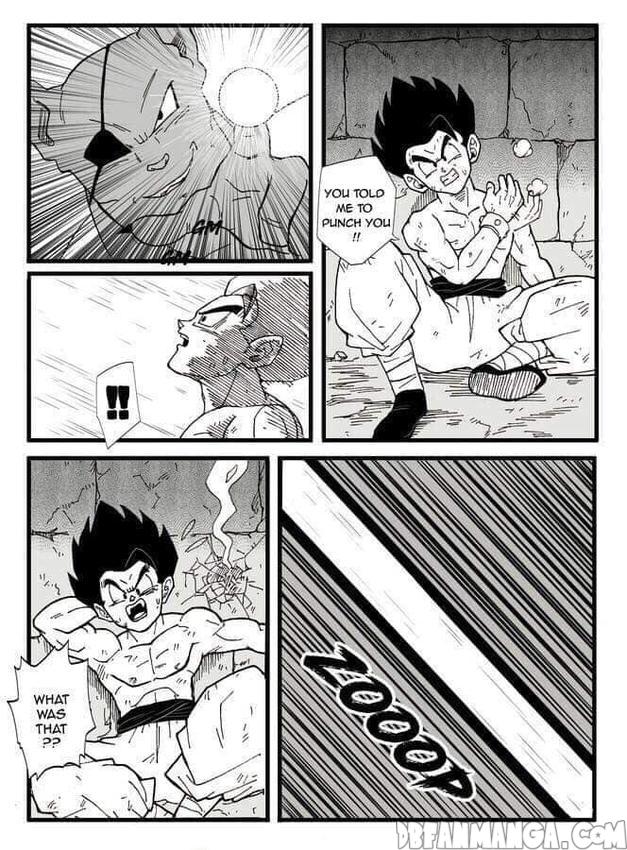 YOU TOLD
ME TO
PUNCH YOU
!!
GM
GM
!!
ZOOOP
WHAT
WAS
THAT
??
DBFANMANGA.COM